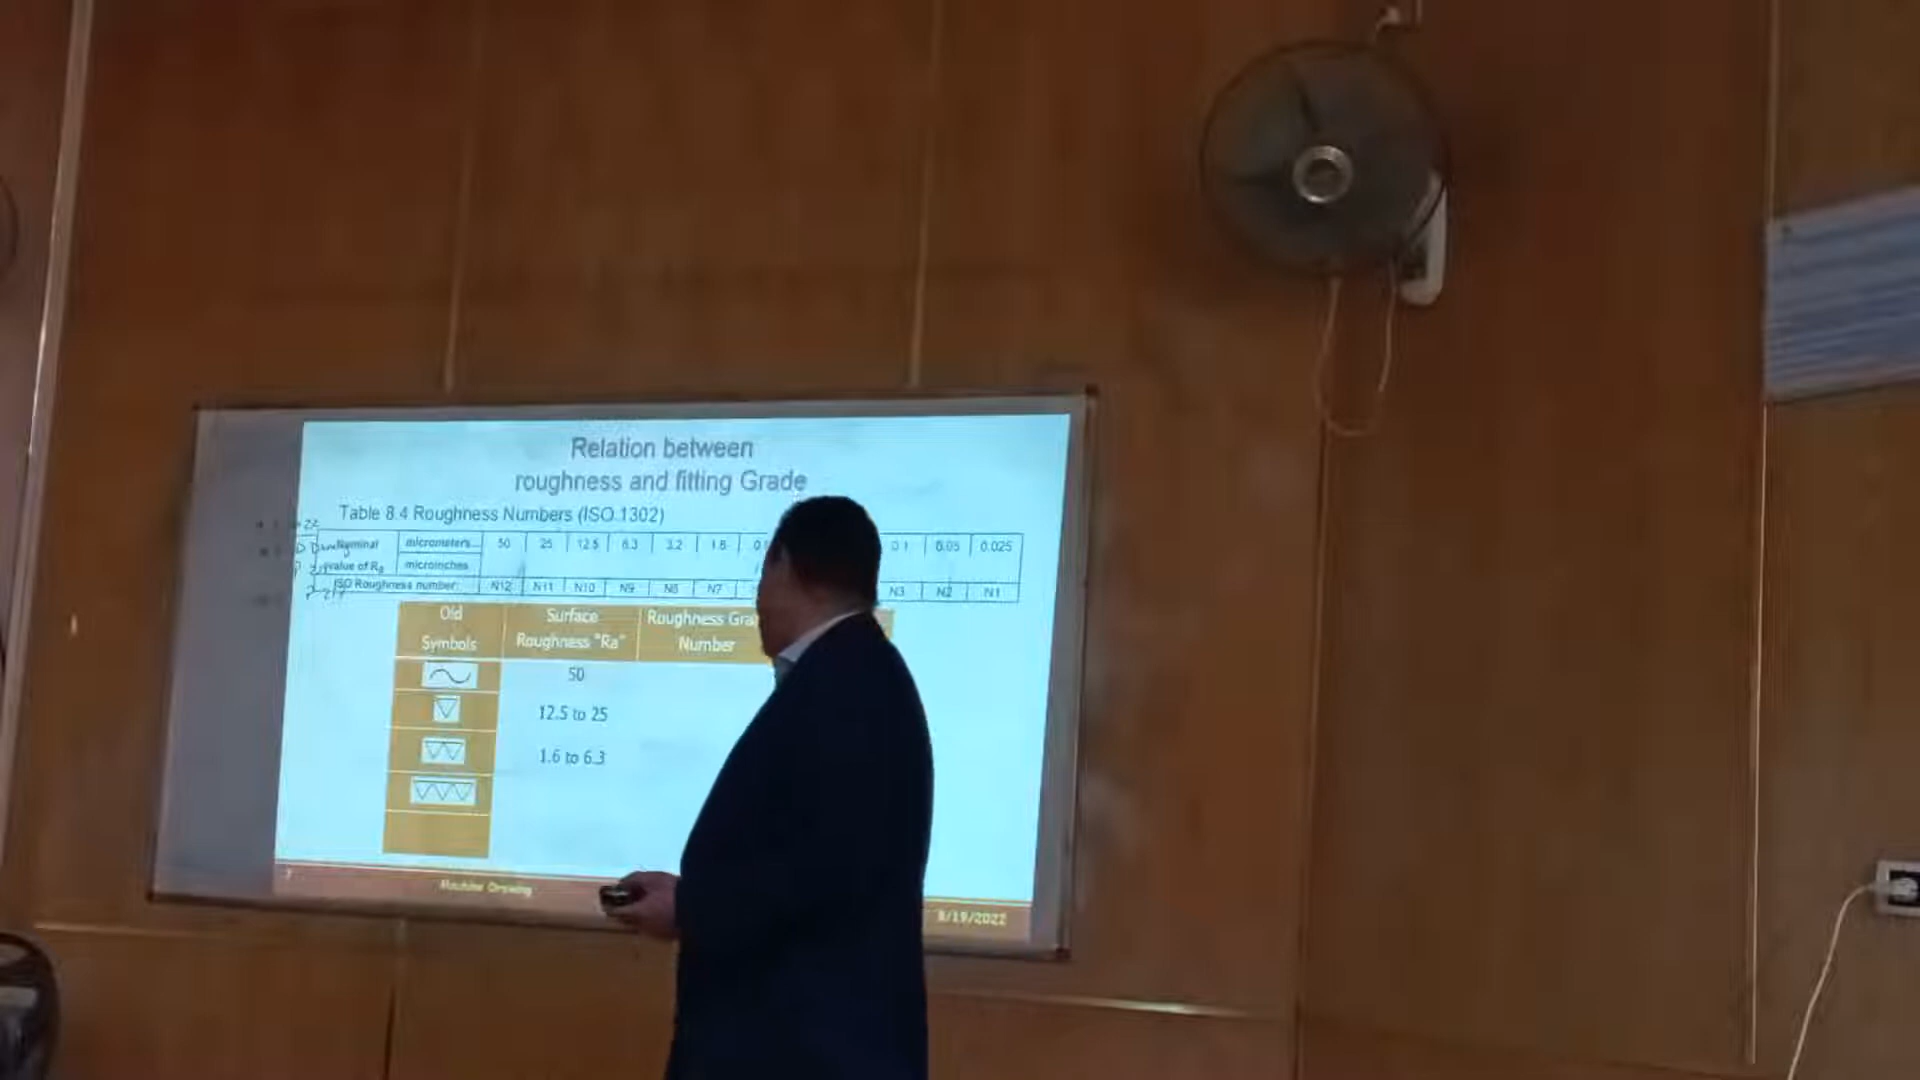 Relation between
roughness and fitting Grade
Table 8.4 Roughness Numbers (ISO 1302)
Nominal micrometers 50 25 12.5 6.3 3.2 1.6 0.1 0.05 0.025
value of Ra microinches
ISO Roughness number: N12 N11 N10 N9 N8 N7 N3 N2 N1
Old Surface Roughness
Symbols Roughness "Ra" Number
50
12.5 to 25
1.6 to 6.3
Machine Drawing 8/19/2022